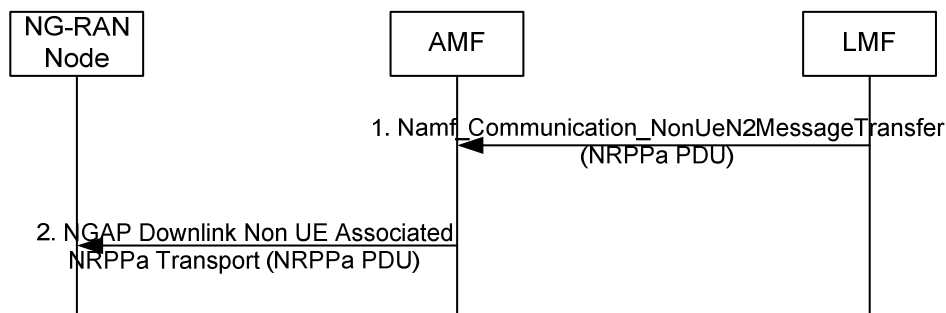 NG-RAN
Node
AMF
LMF
1. Namf_Communication_NonUeN2MessageTransfer
(NRPPa PDU)
2. NGAP Downlink Non UE Associated
NRPPa Transport (NRPPa PDU)